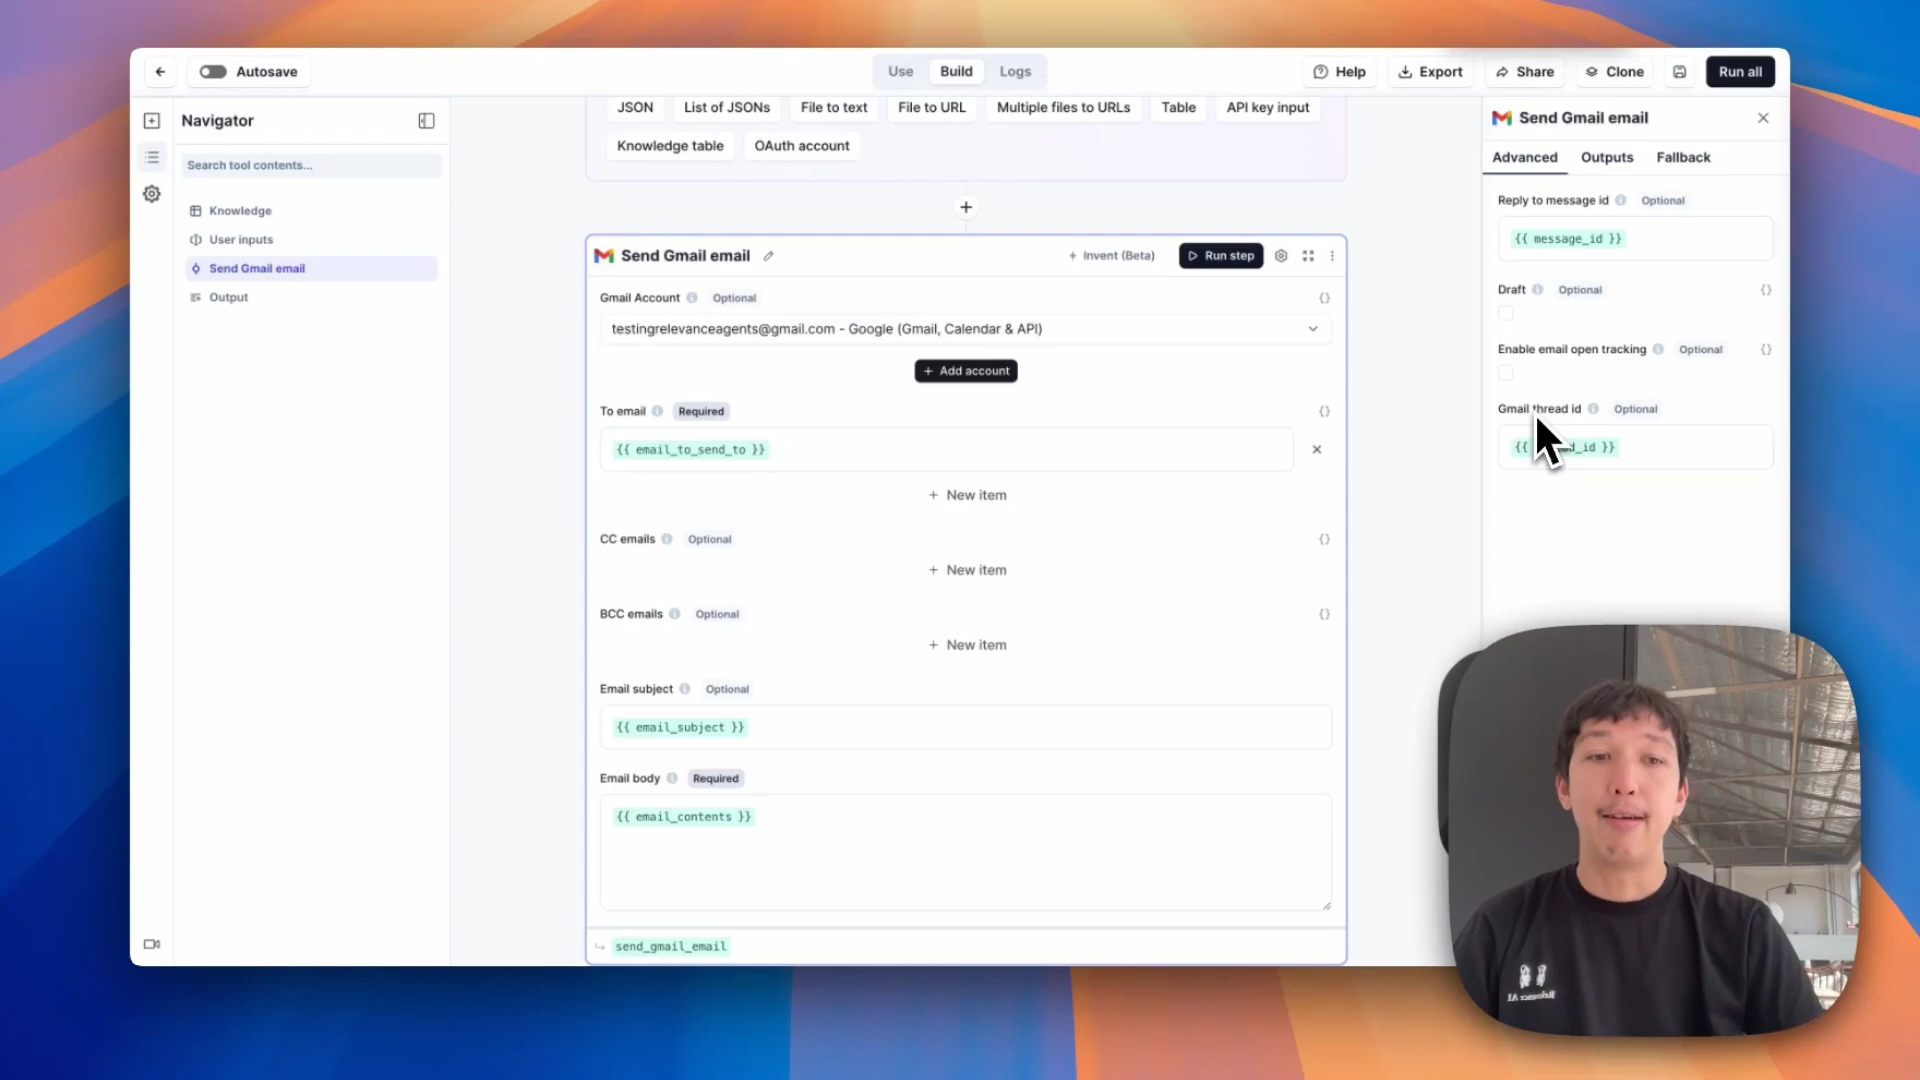 Autosave
Use Build Logs
Help Export Share Clone Run all
Navigator
Search tool contents...
Knowledge
User inputs
Send Gmail email
Output
JSON List of JSONs File to text File to URL Multiple files to URLs Table API key input
Knowledge table OAuth account
Send Gmail email Invent (Beta) Run step
Gmail Account Optional {}
testingrelevanceagents@gmail.com - Google (Gmail, Calendar & API)
+ Add account
To email Required {}
{{ email_to_send_to }}
+ New item
CC emails Optional {}
+ New item
BCC emails Optional {}
+ New item
Email subject Optional
{{ email_subject }}
Email body Required
{{ email_contents }}
send_gmail_email
Send Gmail email
Advanced Outputs Fallback
Reply to message id Optional
{{ message_id }}
Draft Optional {}
Enable email open tracking Optional {}
Gmail thread id Optional
{{ d_id }}
Relevance AI